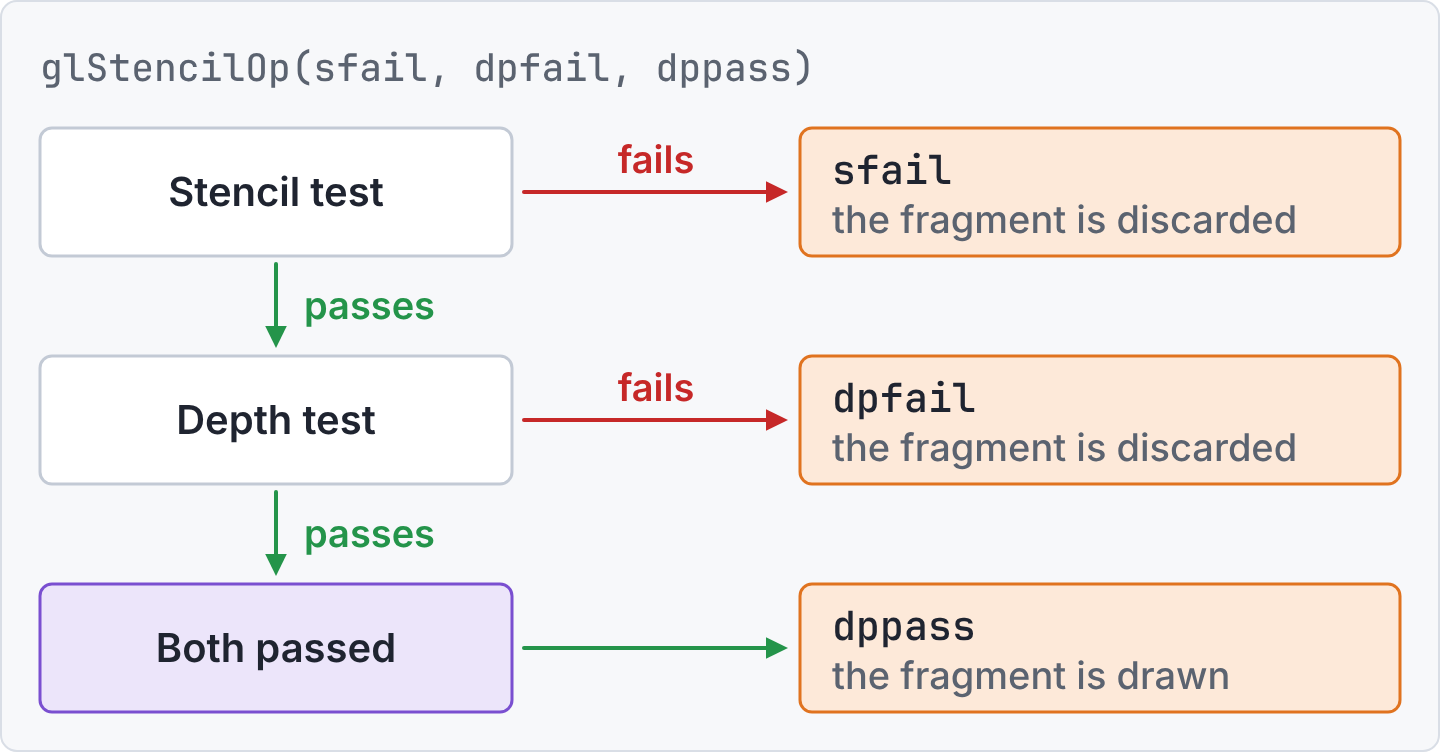 glStencilOp(sfail, dpfail, dppass)
Stencil test
fails
sfail
the fragment is discarded
passes
Depth test
fails
dpfail
the fragment is discarded
passes
Both passed
dppass
the fragment is drawn